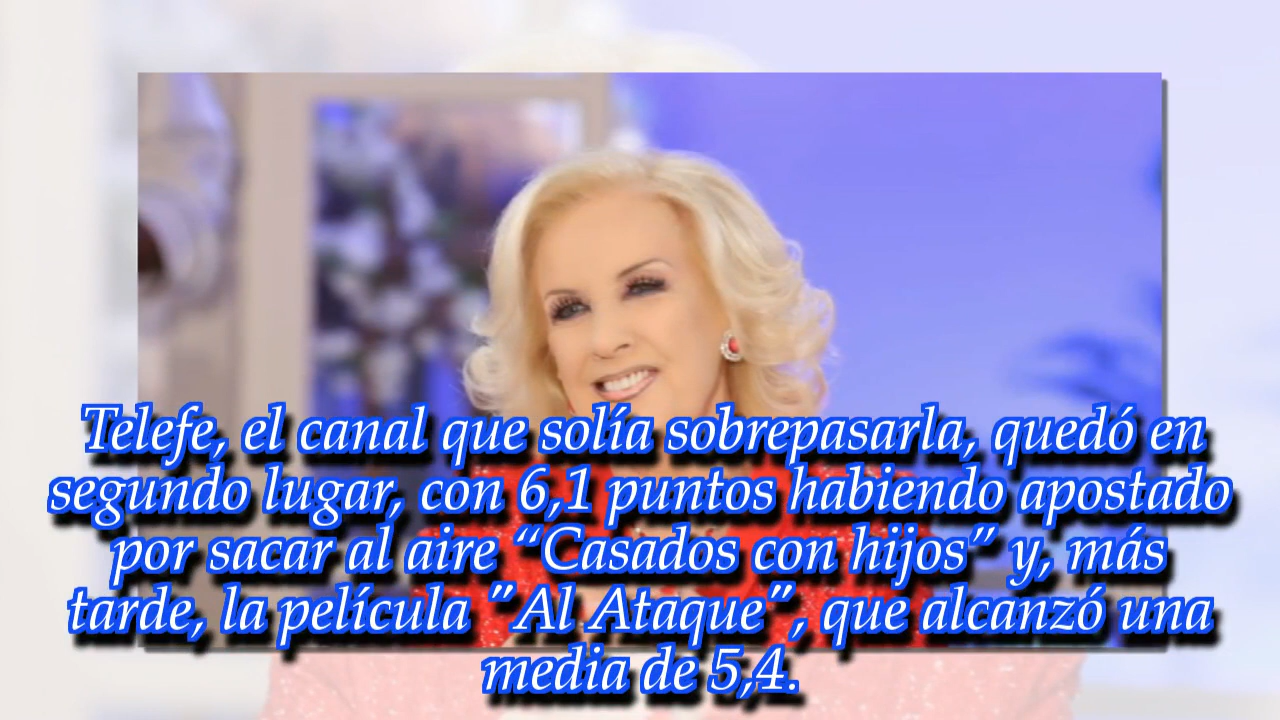 Telefe, el canal que solía sobrepasarla, quedó en
segundo lugar, con 6,1 puntos habiendo apostado
por sacar al aire “Casados con hijos” y, más
tarde, la película "Al Ataque", que alcanzó una
media de 5,4.